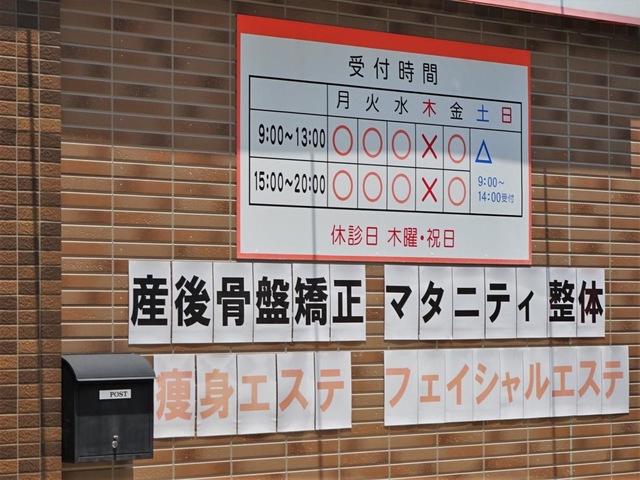 受付時間
月 火 水 木 金 土 日
9:00~13:00 ○ ○ ○ × ○ △
15:00~20:00 ○ ○ ○ × ○ 9:00~
14:00受付
休診日 木曜・祝日
産後骨盤矯正 マタニティ整体
痩身エステ フェイシャルエステ
POST